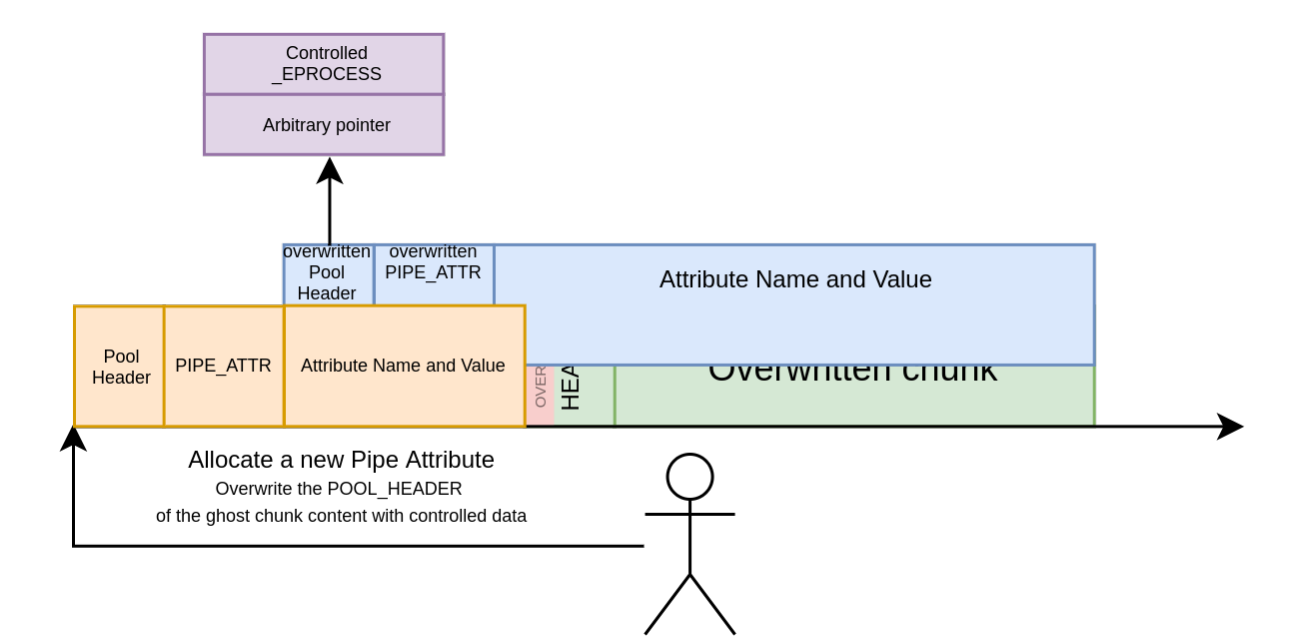 Controlled
_EPROCESS
Arbitrary pointer
overwritten
Pool
Header
overwritten
PIPE_ATTR
Attribute Name and Value
Pool
Header
PIPE_ATTR
Attribute Name and Value
OVER
HEA
Overwritten chunk
Allocate a new Pipe Attribute
Overwrite the POOL_HEADER
of the ghost chunk content with controlled data